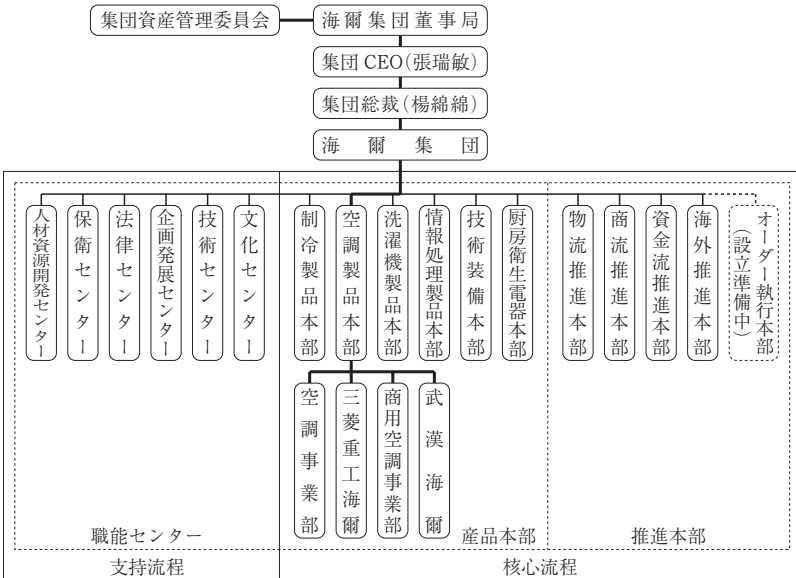 集団資産管理委員会
海爾集団董事局
集団CEO(張瑞敏)
集団総裁(楊綿綿)
海爾集団
人材資源開発センター
保衛センター
法律センター
企画発展センター
技術センター
文化センター
制冷製品本部
空調製品本部
洗濯機製品本部
情報処理製品本部
技術装備本部
厨房衛生電器本部
物流推進本部
商流推進本部
資金流推進本部
海外推進本部
オーダー執行本部
(設立準備中)
空調事業部
三菱重工海爾
商用空調事業部
武漢海爾
職能センター
産品本部
推進本部
支持流程
核心流程